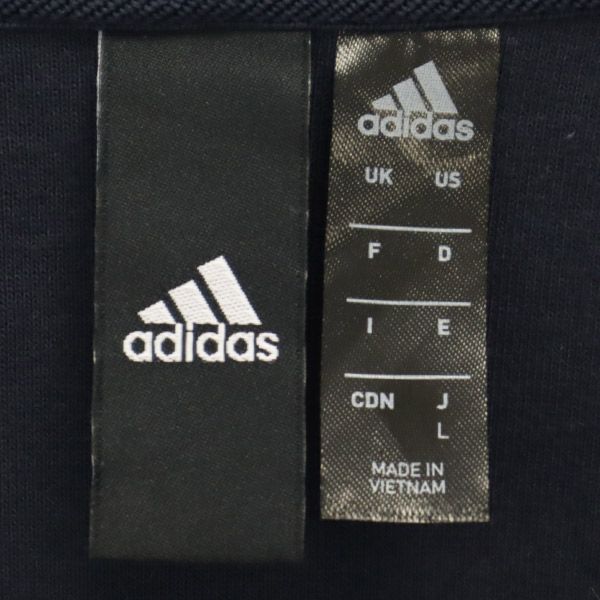 adidas
adidas
UK US
F D
I E
CDN J
L
MADE IN
VIETNAM